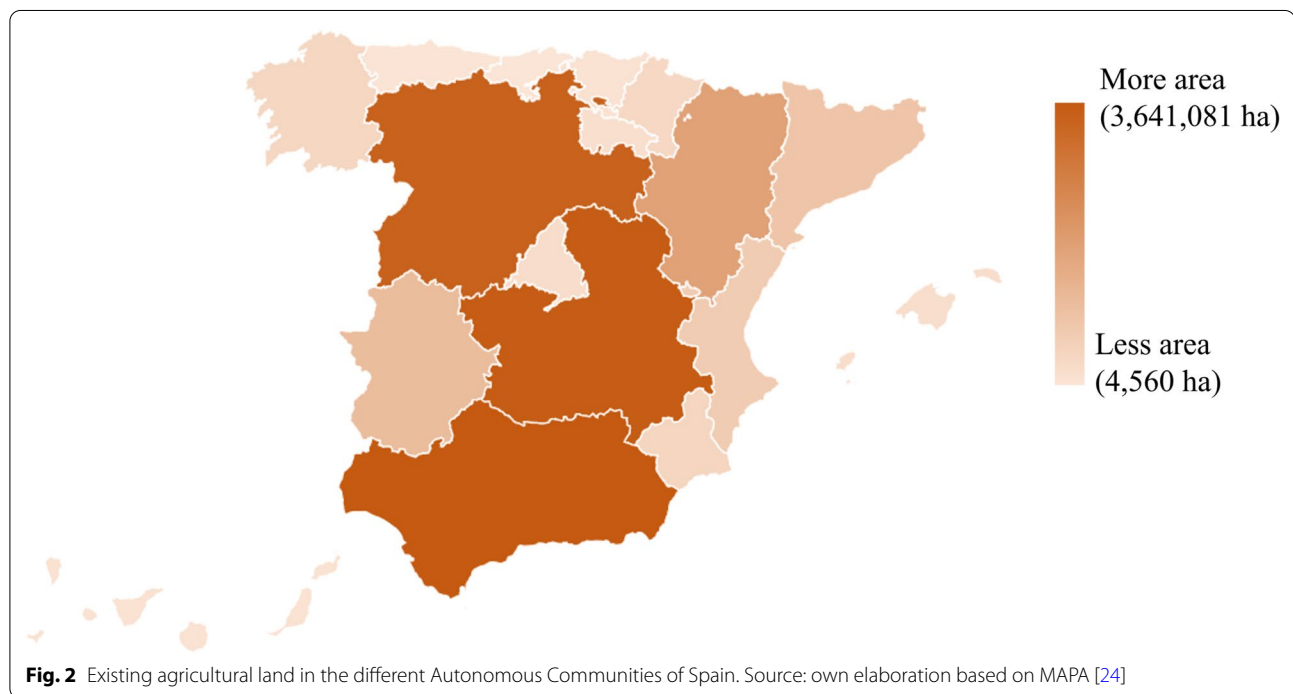 More area
(3,641,081 ha)
Less area
(4,560 ha)
Fig. 2 Existing agricultural land in the different Autonomous Communities of Spain. Source: own elaboration based on MAPA [24]